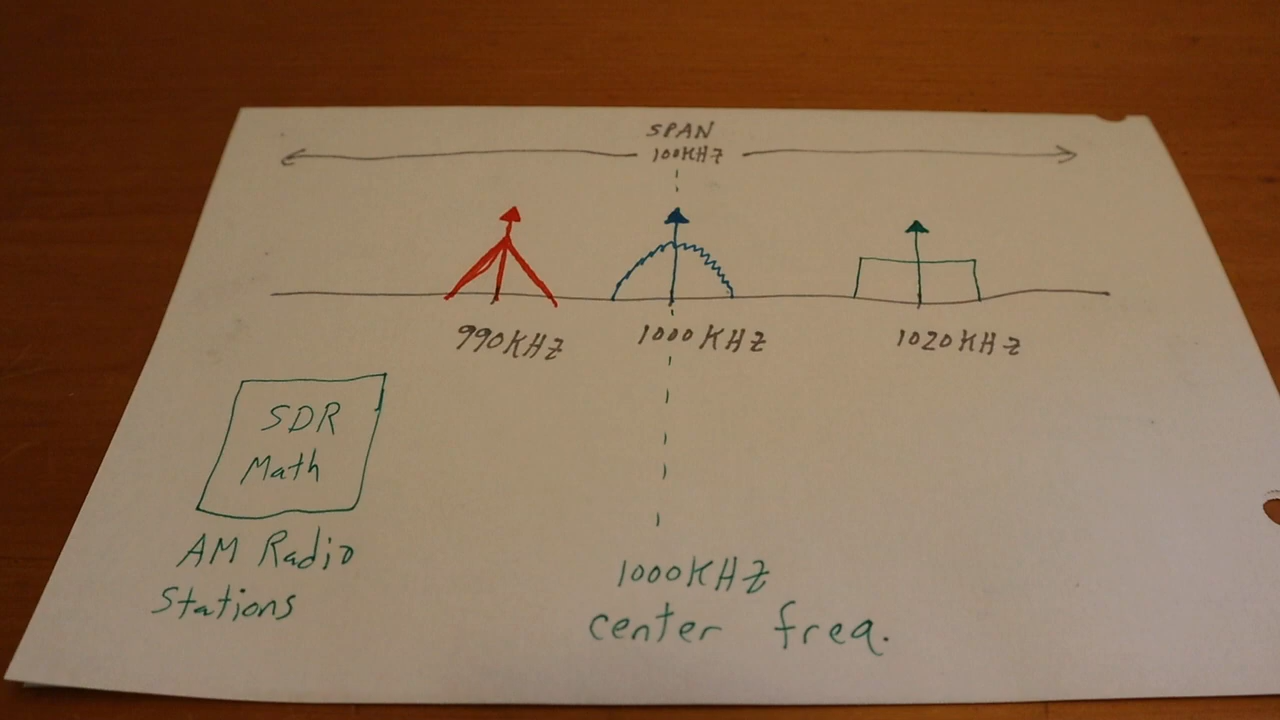 SPAN
100KHZ
990KHZ
1000KHZ
1020KHZ
SDR
Math
AM Radio
Stations
1000KHZ
center freq.